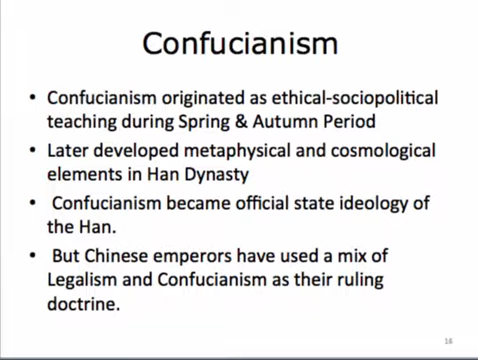 Confucianism
• Confucianism originated as ethical-sociopolitical
teaching during Spring & Autumn Period
• Later developed metaphysical and cosmological
elements in Han Dynasty
• Confucianism became official state ideology of
the Han.
• But Chinese emperors have used a mix of
Legalism and Confucianism as their ruling
doctrine.
16